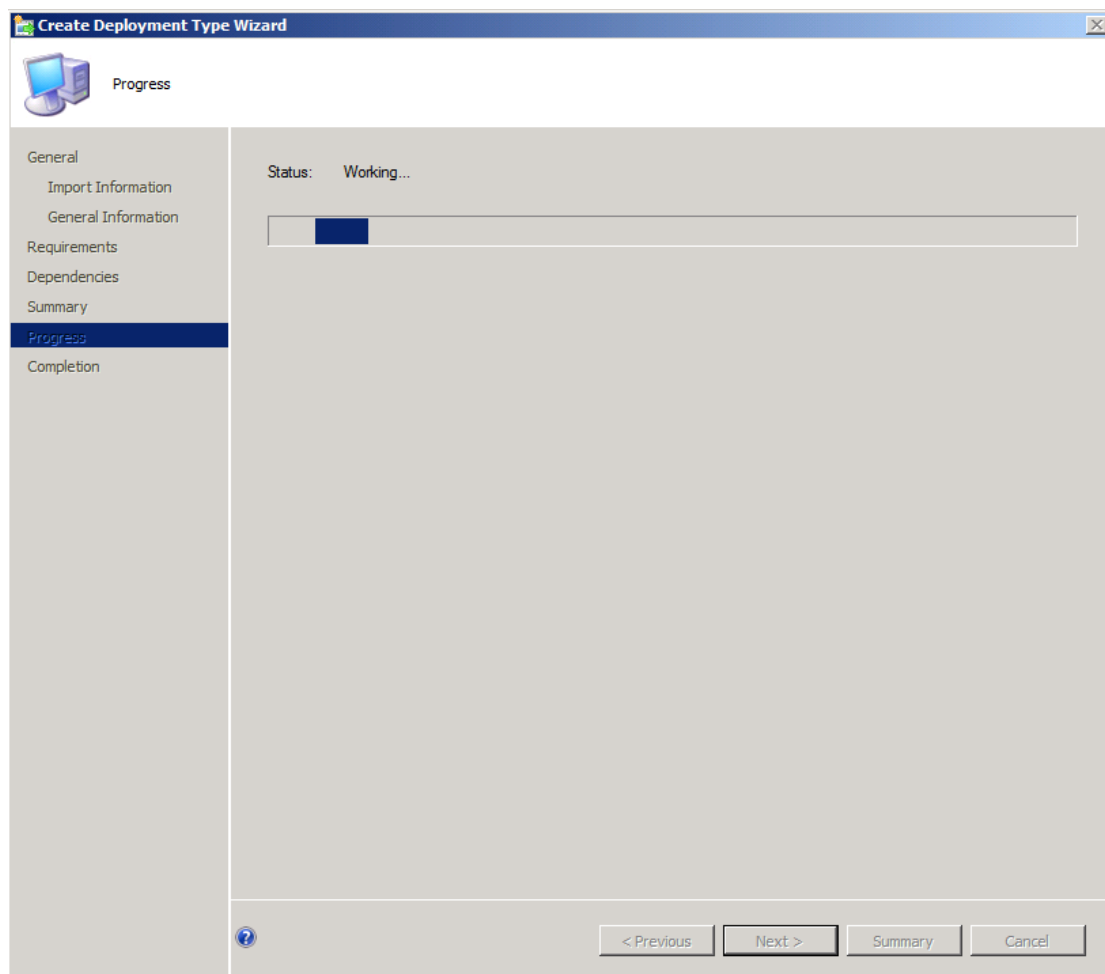 Create Deployment Type Wizard
Progress
General
Import Information
General Information
Requirements
Dependencies
Summary
Progress
Completion
Status: Working...
< Previous Next > Summary Cancel